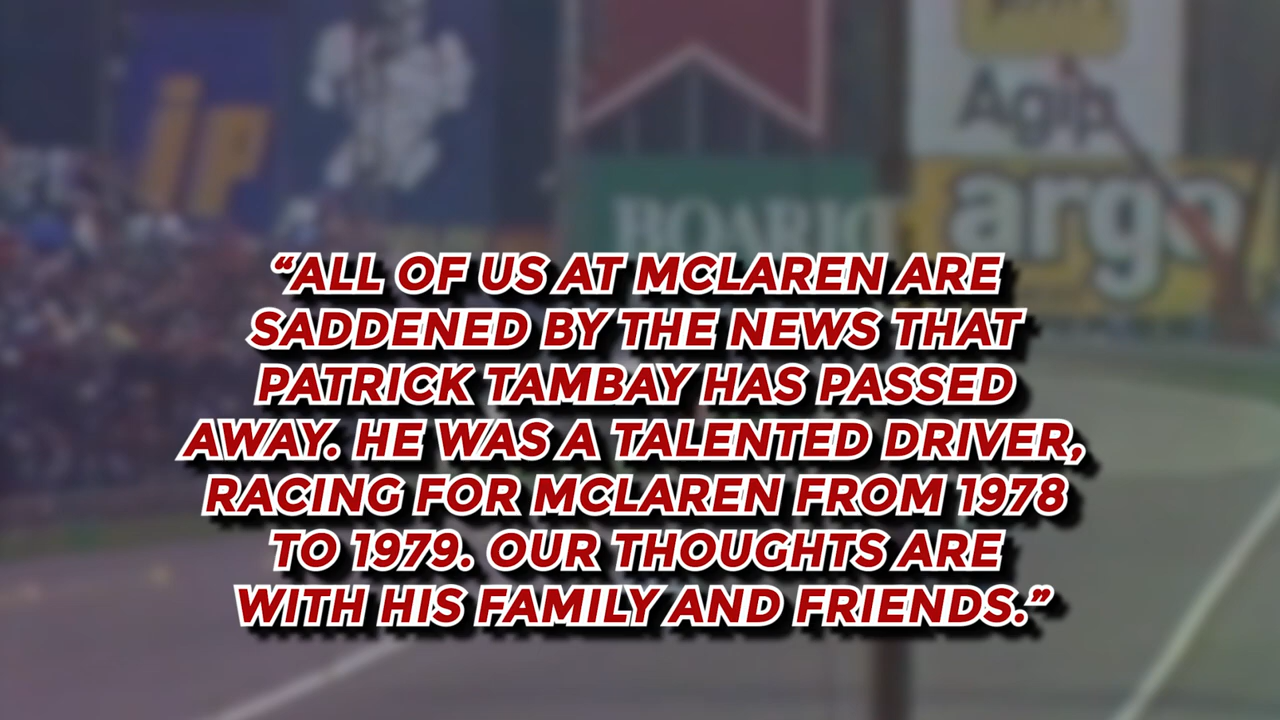 Agip
argo
“ALL OF US AT MCLAREN ARE
SADDENED BY THE NEWS THAT
PATRICK TAMBAY HAS PASSED
AWAY. HE WAS A TALENTED DRIVER,
RACING FOR MCLAREN FROM 1978
TO 1979. OUR THOUGHTS ARE
WITH HIS FAMILY AND FRIENDS.”